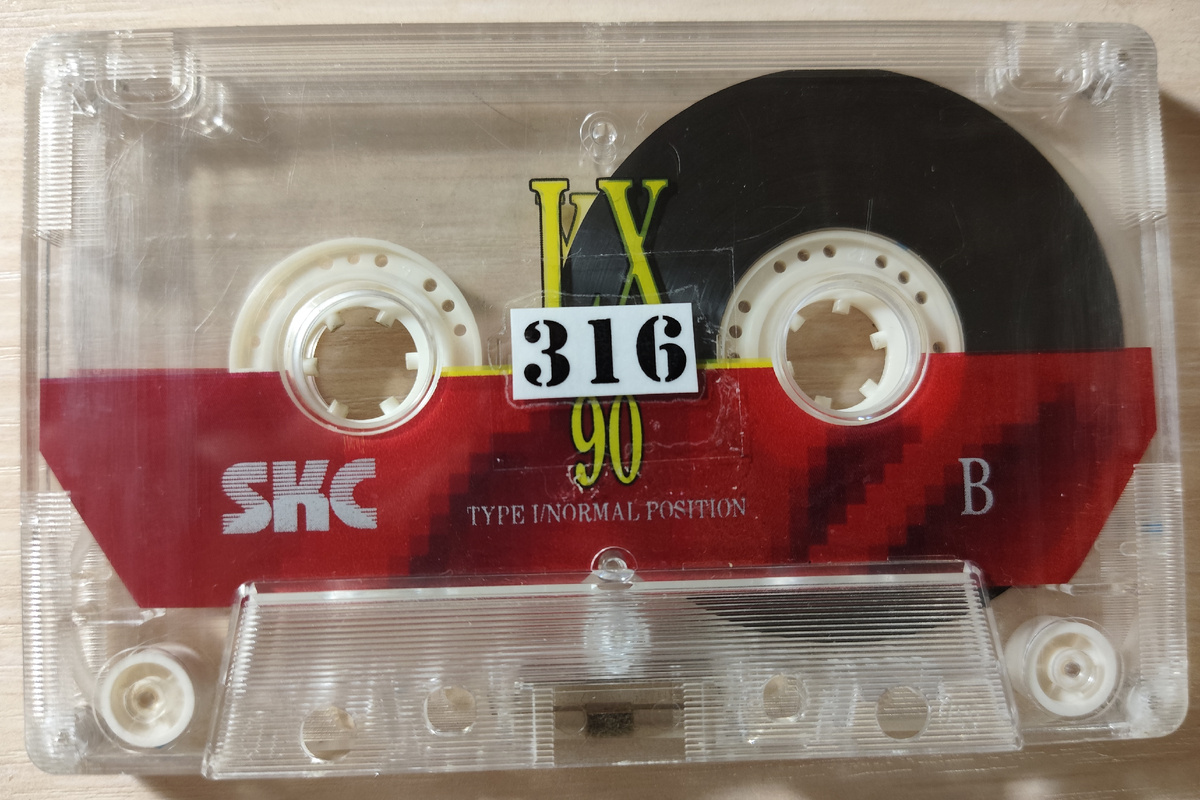 LX
316
90
SKC
TYPE I/NORMAL POSITION
B